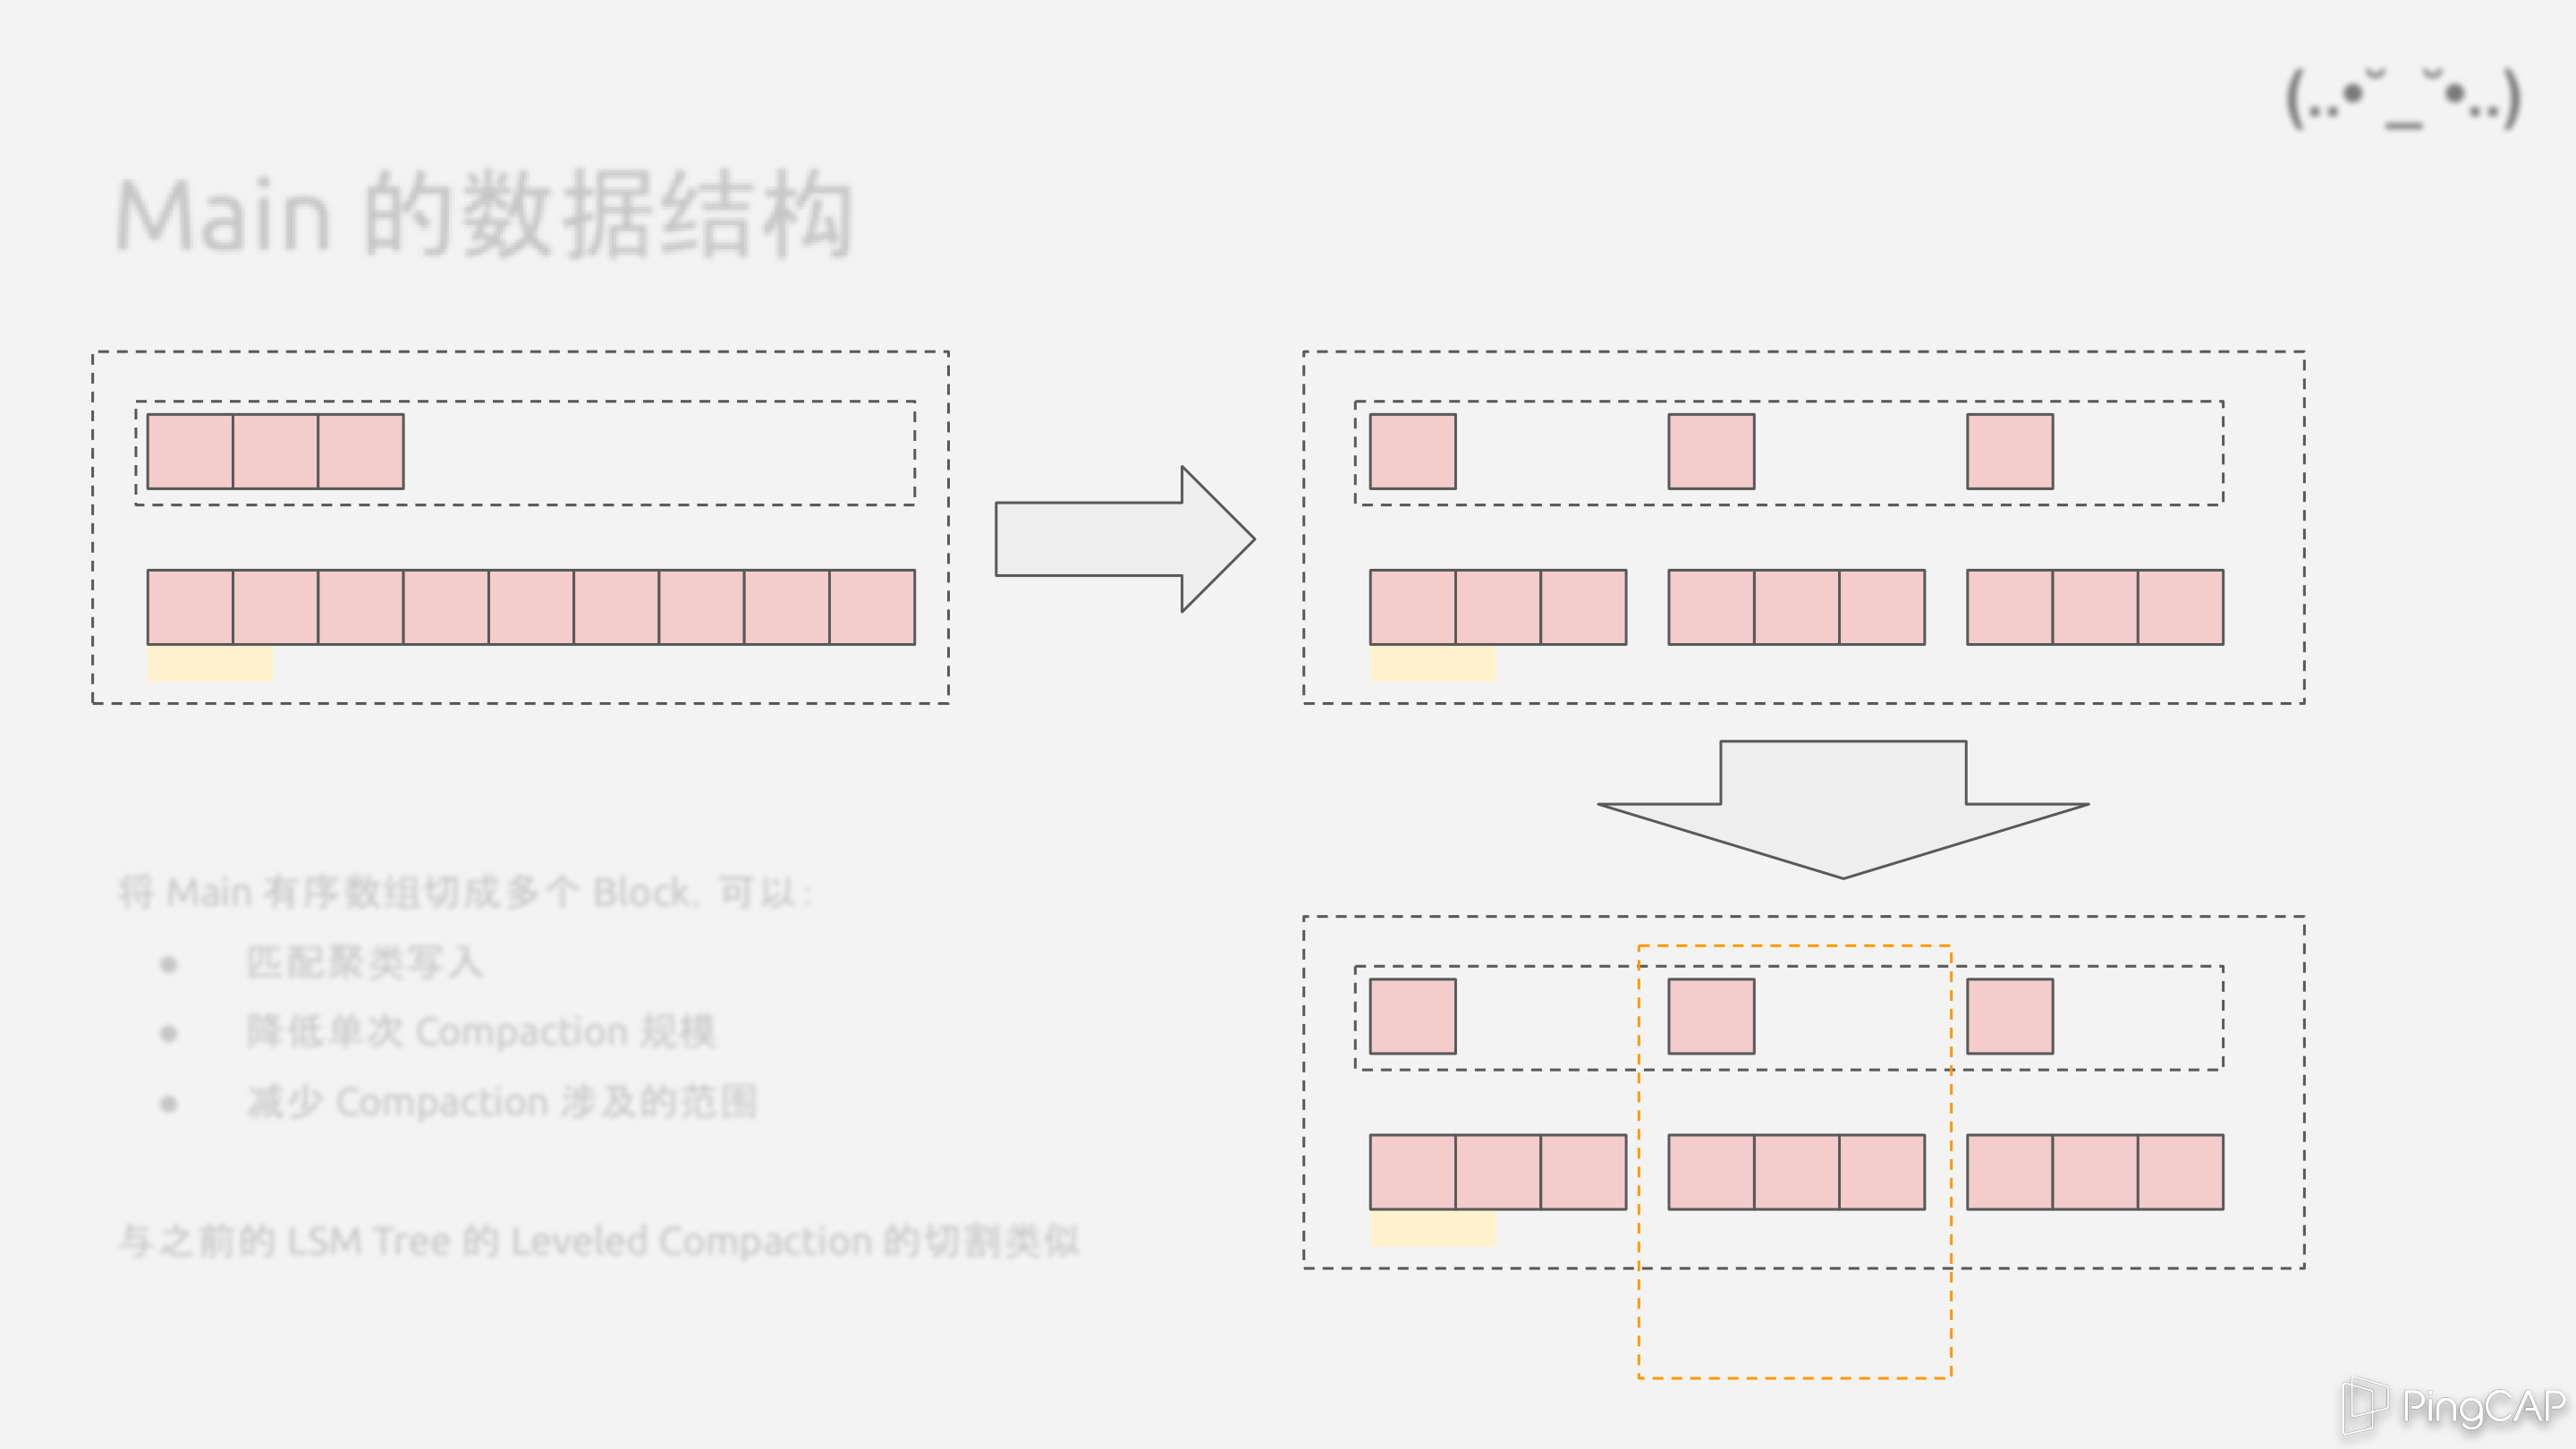 (..•˘_˘•..)
Main 的数据结构
将 Main 有序数组切成多个 Block, 可以:
● 匹配聚类写入
● 降低单次 Compaction 规模
● 减少 Compaction 涉及的范围
与之前的 LSM Tree 的 Leveled Compaction 的切割类似
PingCAP